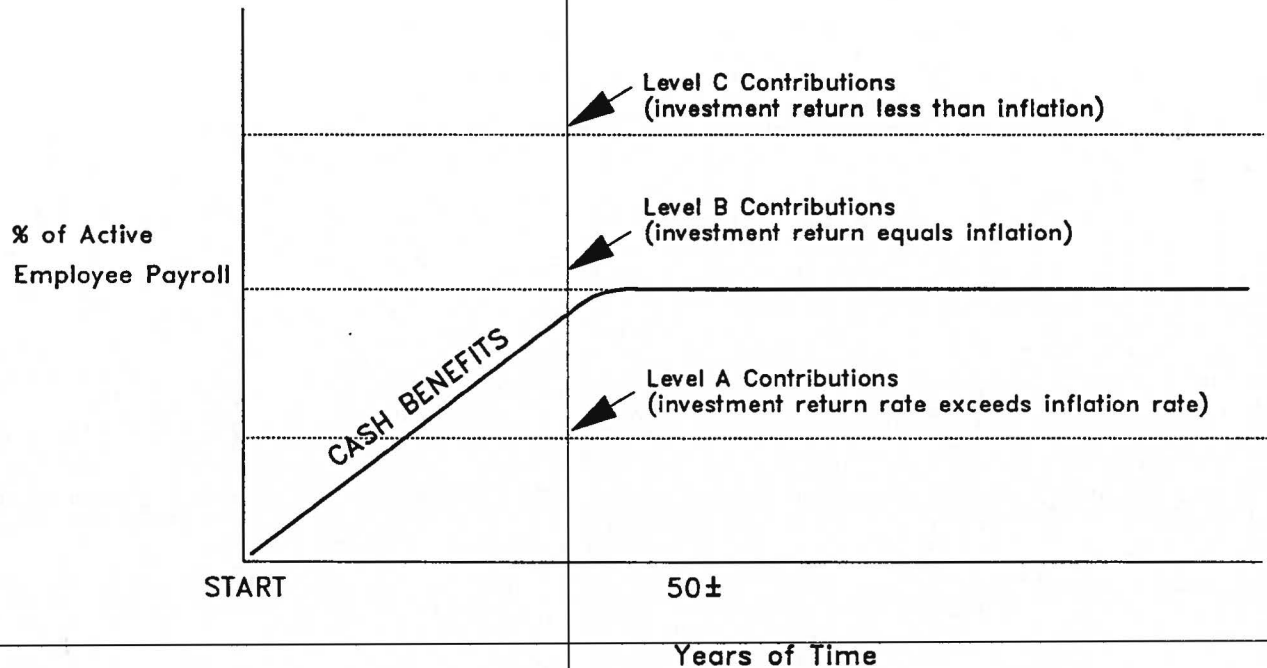 Level C Contributions
(investment return less than inflation)
Level B Contributions
(investment return equals inflation)
% of Active
Employee Payroll
CASH BENEFITS
Level A Contributions
(investment return rate exceeds inflation rate)
START
50±
Years of Time